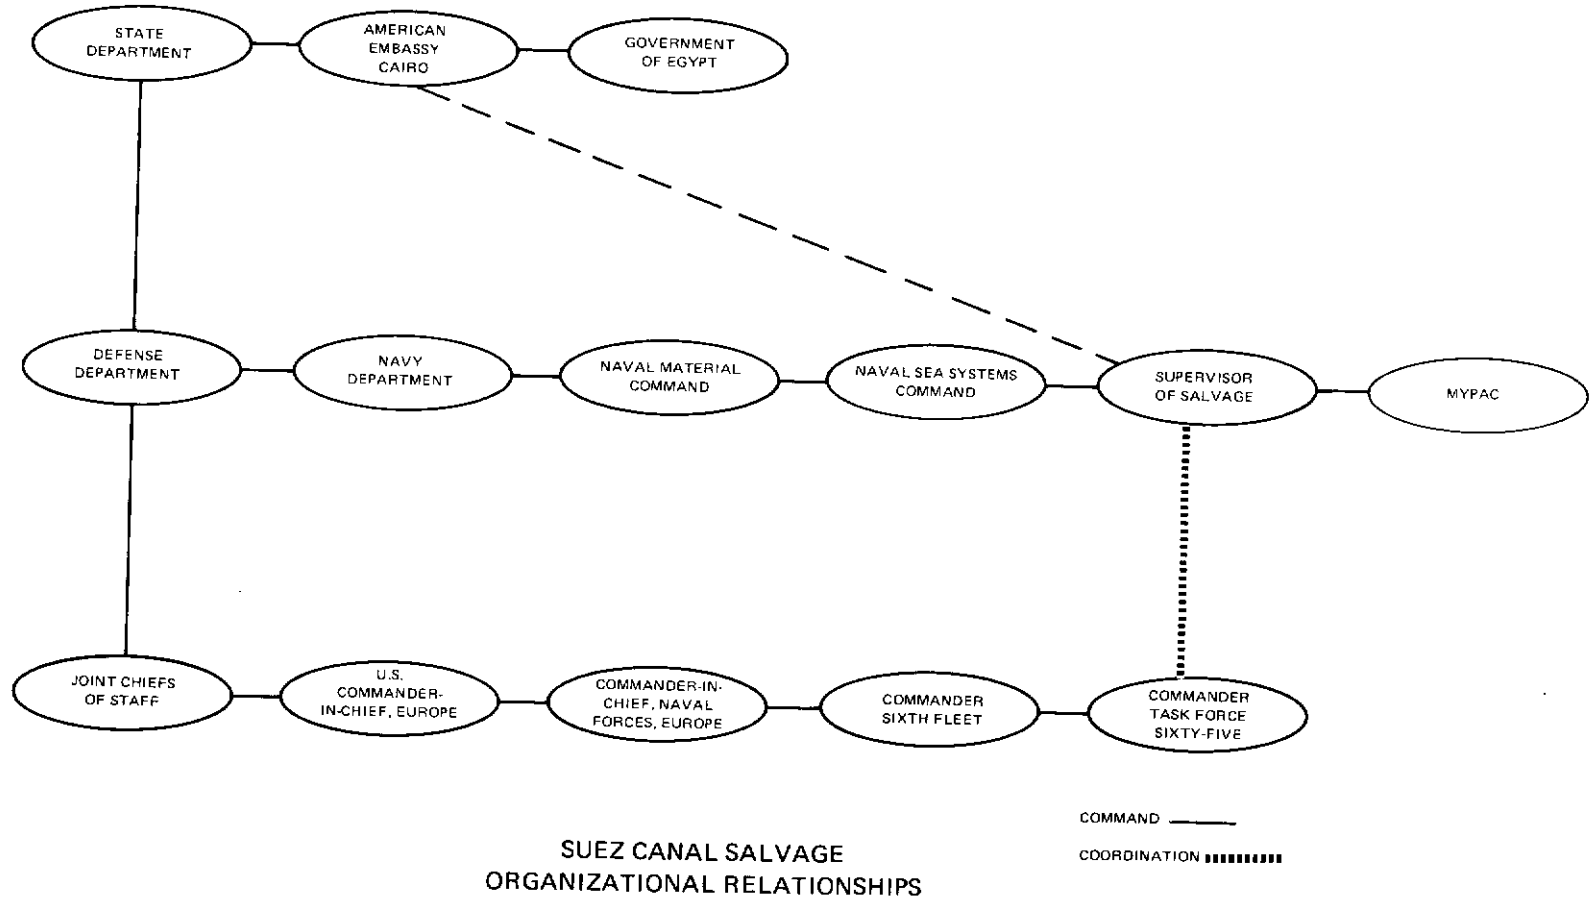 STATE
DEPARTMENT
AMERICAN
EMBASSY
CAIRO
GOVERNMENT
OF EGYPT
DEFENSE
DEPARTMENT
NAVY
DEPARTMENT
NAVAL MATERIAL
COMMAND
NAVAL SEA SYSTEMS
COMMAND
SUPERVISOR
OF SALVAGE
MYPAC
JOINT CHIEFS
OF STAFF
U.S.
COMMANDER-
IN-CHIEF, EUROPE
COMMANDER-IN-
CHIEF, NAVAL
FORCES, EUROPE
COMMANDER
SIXTH FLEET
COMMANDER
TASK FORCE
SIXTY-FIVE
COMMAND
COORDINATION
SUEZ CANAL SALVAGE
ORGANIZATIONAL RELATIONSHIPS